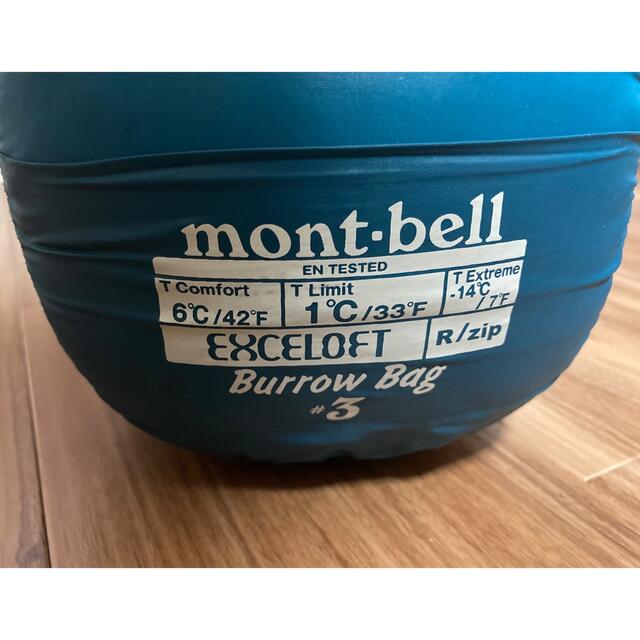 mont·bell
EN TESTED
T Comfort
6℃/42°F
T Limit
1℃/33°F
T Extreme
-14℃
/7°F
EXCELOFT
R/zip
Burrow Bag
#3